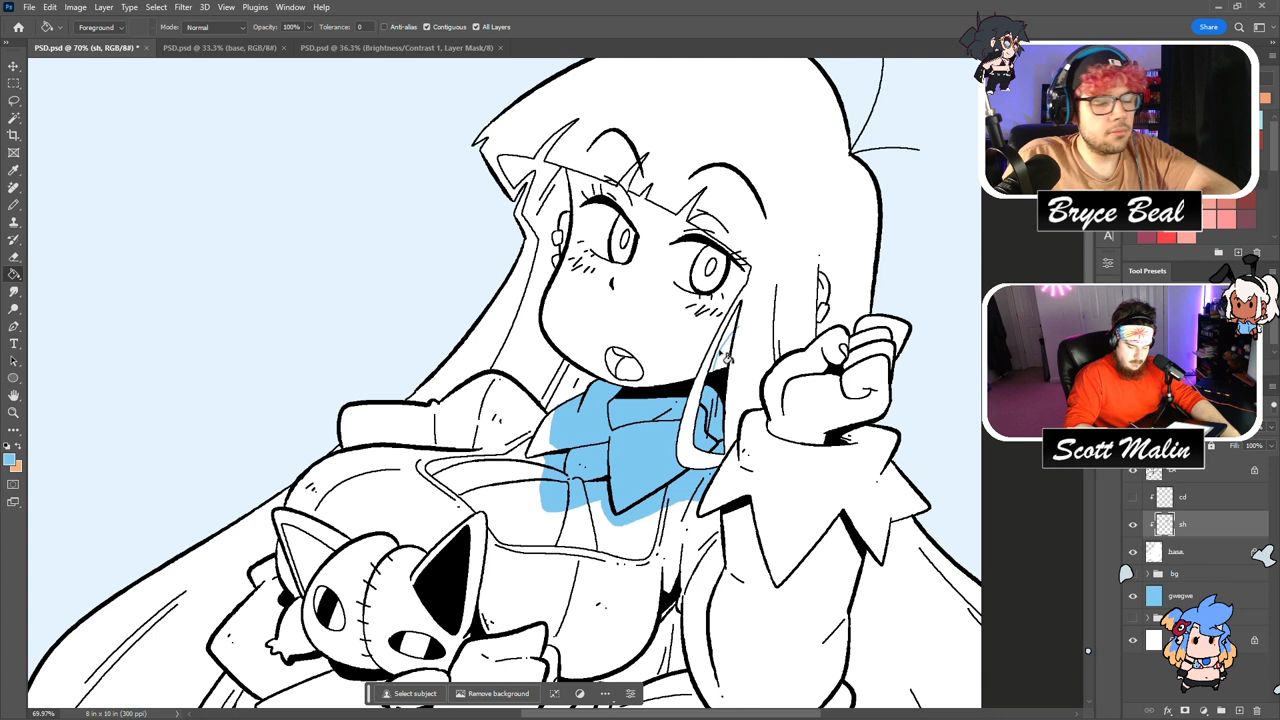 File Edit Image Layer Type Select Filter 3D View Plugins Window Help
Foreground Mode: Normal Opacity: 100% Tolerance: 0 Anti-alias Contiguous All Layers Share
PSD.psd @ 70% (sh, RGB/8#) * × PSD.psd @ 33.3% (base, RGB/8#) × PSD.psd @ 36.3% (Brightness/Contrast 1, Layer Mask/8) ×
Bryce Beal
Tool Presets
Scott Malin
Fill: 100%
cd
sh
base.
bg
gwegwe
Select subject Remove background
69.97% 8 in x 10 in (300 ppi)